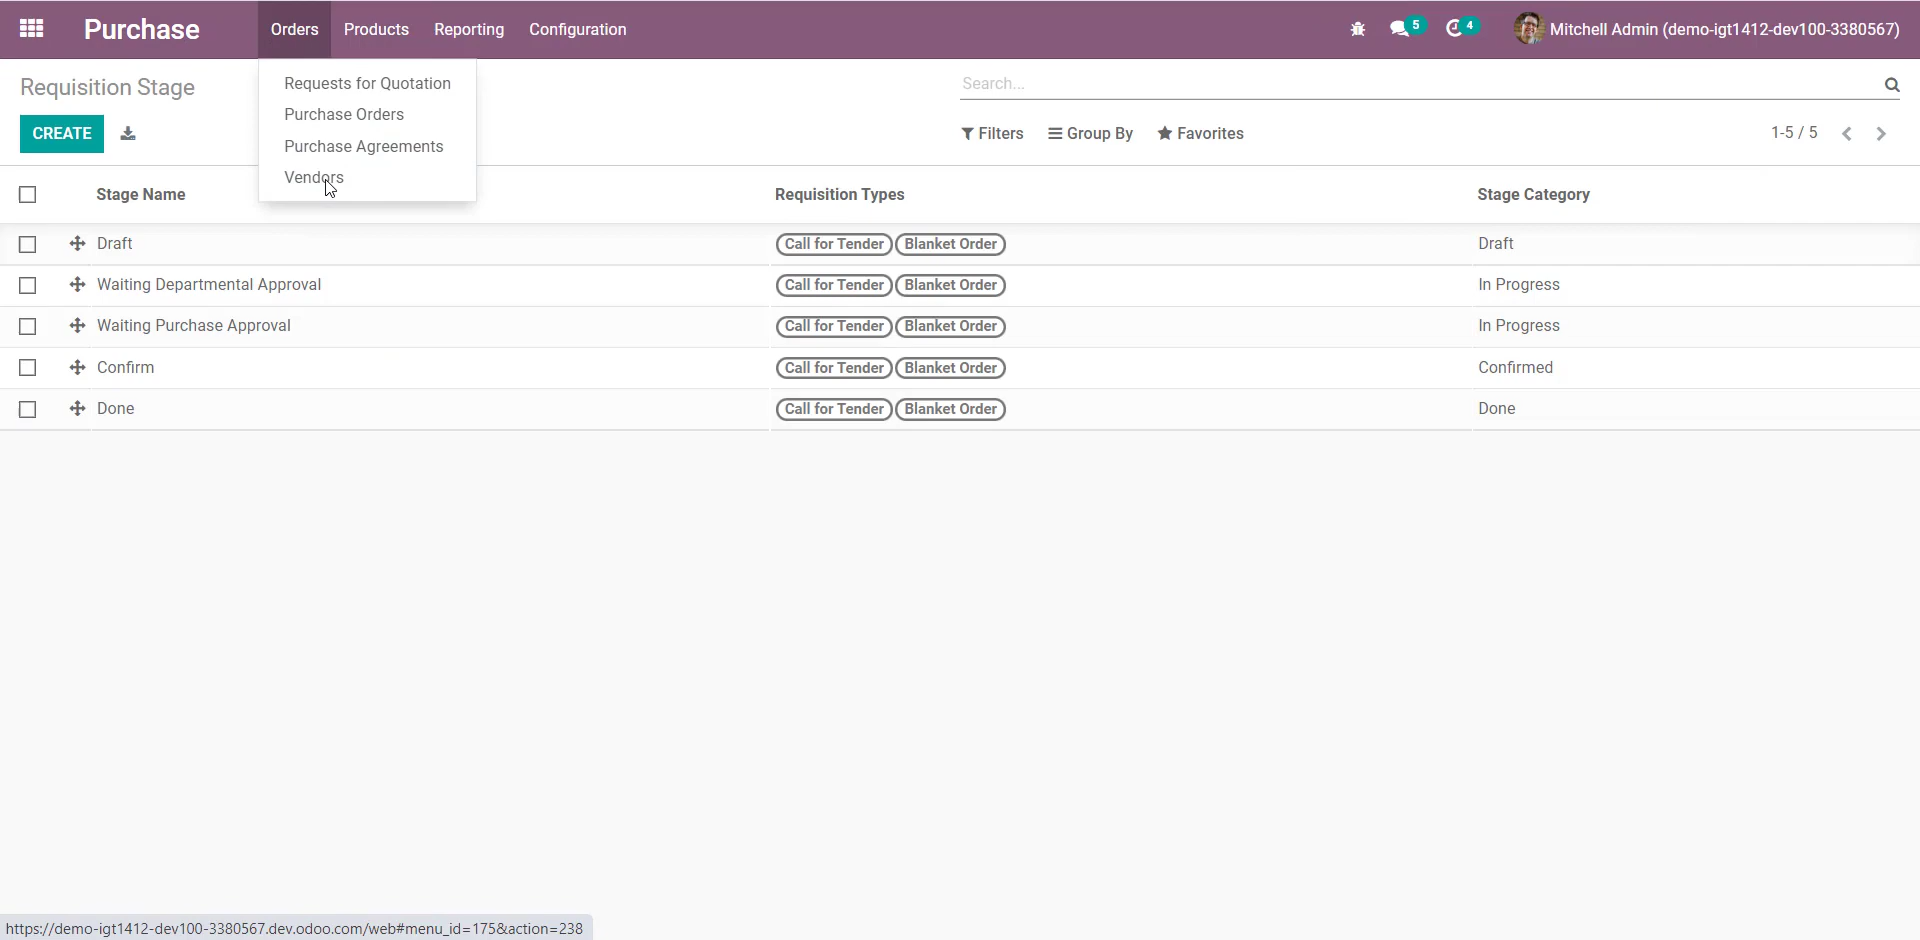 Purchase
Orders
Products
Reporting
Configuration
5
4
Mitchell Admin (demo-igt1412-dev100-3380567)
Requisition Stage
Requests for Quotation
Purchase Orders
Purchase Agreements
Vendors
Search...
CREATE
Filters
Group By
Favorites
1-5 / 5
Stage Name Requisition Types Stage Category
Draft Call for Tender Blanket Order Draft
Waiting Departmental Approval Call for Tender Blanket Order In Progress
Waiting Purchase Approval Call for Tender Blanket Order In Progress
Confirm Call for Tender Blanket Order Confirmed
Done Call for Tender Blanket Order Done
https://demo-igt1412-dev100-3380567.dev.odoo.com/web#menu_id=175&action=238